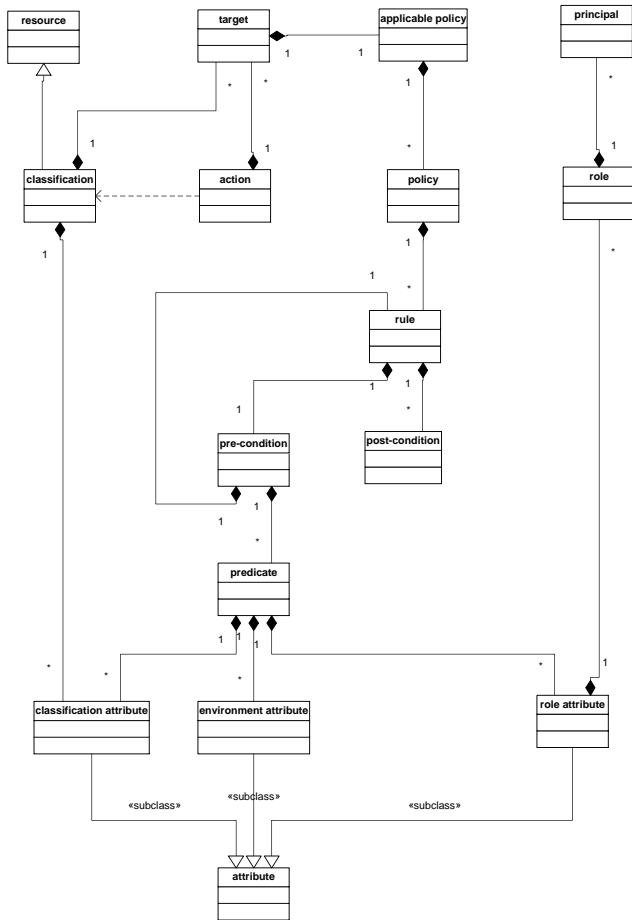 resource
target
applicable policy
principal
1
1
*
*
1
*
1
1
*
1
classification
action
policy
role
1
1
*
1
*
rule
1
1
*
1
pre-condition
post-condition
1
1
*
predicate
1
1
1
*
*
*
*
1
classification attribute
environment attribute
role attribute
«subclass»
«subclass»
«subclass»
attribute